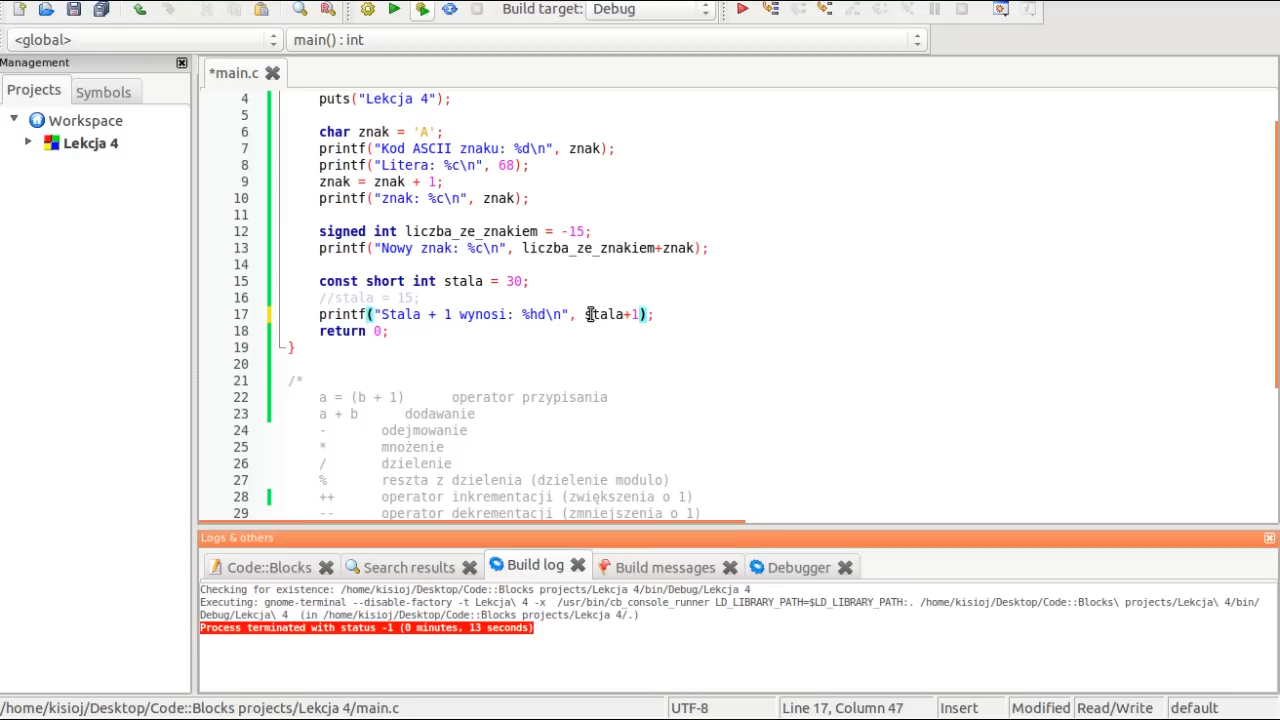 Build target: Debug
<global> main() : int
Management
*main.c
Projects Symbols
Workspace
Lekcja 4
4 puts("Lekcja 4");
5
6 char znak = 'A';
7 printf("Kod ASCII znaku: %d\n", znak);
8 printf("Litera: %c\n", 68);
9 znak = znak + 1;
10 printf("znak: %c\n", znak);
11
12 signed int liczba_ze_znakiem = -15;
13 printf("Nowy znak: %c\n", liczba_ze_znakiem+znak);
14
15 const short int stala = 30;
16 //stala = 15;
17 printf("Stala + 1 wynosi: %hd\n", stala+1);
18 return 0;
19 }
20
21 /*
22 a = (b + 1) operator przypisania
23 a + b dodawanie
24 - odejmowanie
25 * mnożenie
26 / dzielenie
27 % reszta z dzielenia (dzielenie modulo)
28 ++ operator inkrementacji (zwiększenia o 1)
29 -- operator dekrementacji (zmniejszenia o 1)
Logs & others
Code::Blocks Search results Build log Build messages Debugger
Checking for existence: /home/kisioj/Desktop/Code::Blocks projects/Lekcja 4/bin/Debug/Lekcja 4
Executing: gnome-terminal --disable-factory -t Lekcja\ 4 -x /usr/bin/cb_console_runner LD_LIBRARY_PATH=$LD_LIBRARY_PATH:. /home/kisioj/Desktop/Code::Blocks\ projects/Lekcja\ 4/bin/
Debug/Lekcja\ 4 (in /home/kisioj/Desktop/Code::Blocks projects/Lekcja 4/.)
Process terminated with status -1 (0 minutes, 13 seconds)
/home/kisioj/Desktop/Code::Blocks projects/Lekcja 4/main.c UTF-8 Line 17, Column 47 Insert Modified Read/Write default